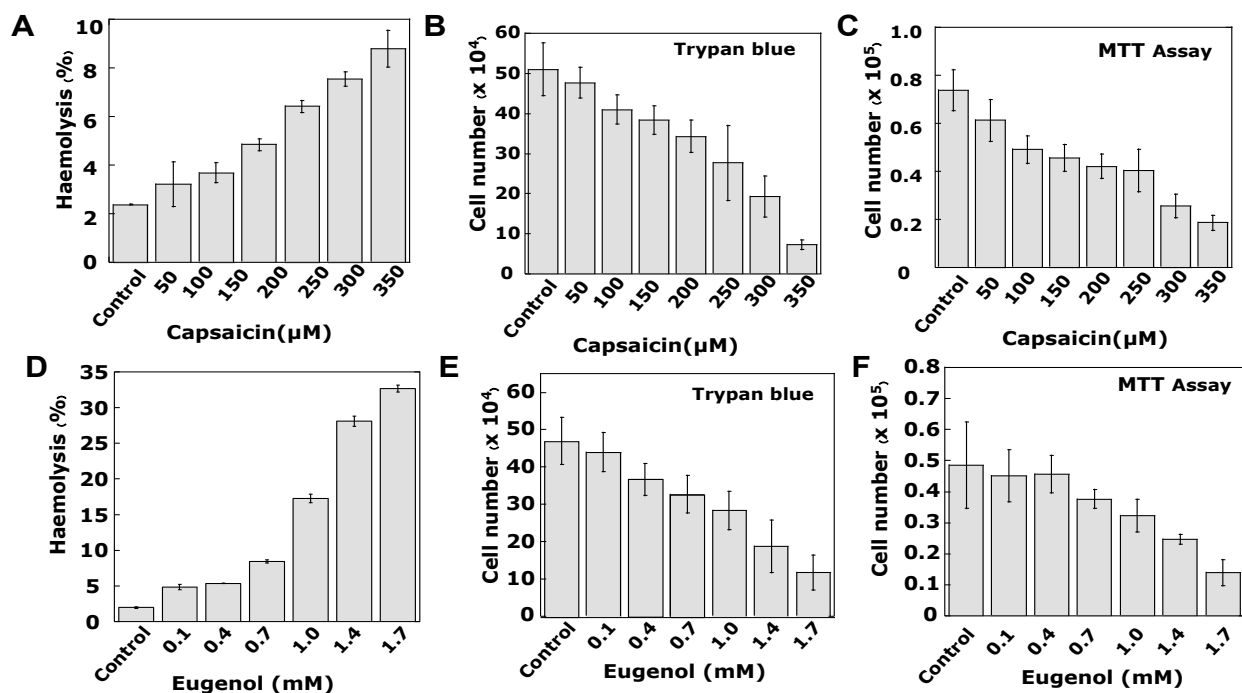 A
Haemolysis (%)
10
8
6
4
2
0
Control 50 100 150 200 250 300 350
Capsaicin(µM)
B
Trypan blue
Cell number (x 10⁴)
60
50
40
30
20
10
0
Control 50 100 150 200 250 300 350
Capsaicin(µM)
C
MTT Assay
Cell number (x 10⁵)
1.0
0.8
0.6
0.4
0.2
0
Control 50 100 150 200 250 300 350
Capsaicin(µM)
D
Haemolysis (%)
35
30
25
20
15
10
5
0
Control 0.1 0.4 0.7 1.0 1.4 1.7
Eugenol (mM)
E
Trypan blue
Cell number (x 10⁴)
60
50
40
30
20
10
0
Control 0.1 0.4 0.7 1.0 1.4 1.7
Eugenol (mM)
F
MTT Assay
Cell number (x 10⁵)
0.8
0.7
0.6
0.5
0.4
0.3
0.2
0.1
0
Control 0.1 0.4 0.7 1.0 1.4 1.7
Eugenol (mM)